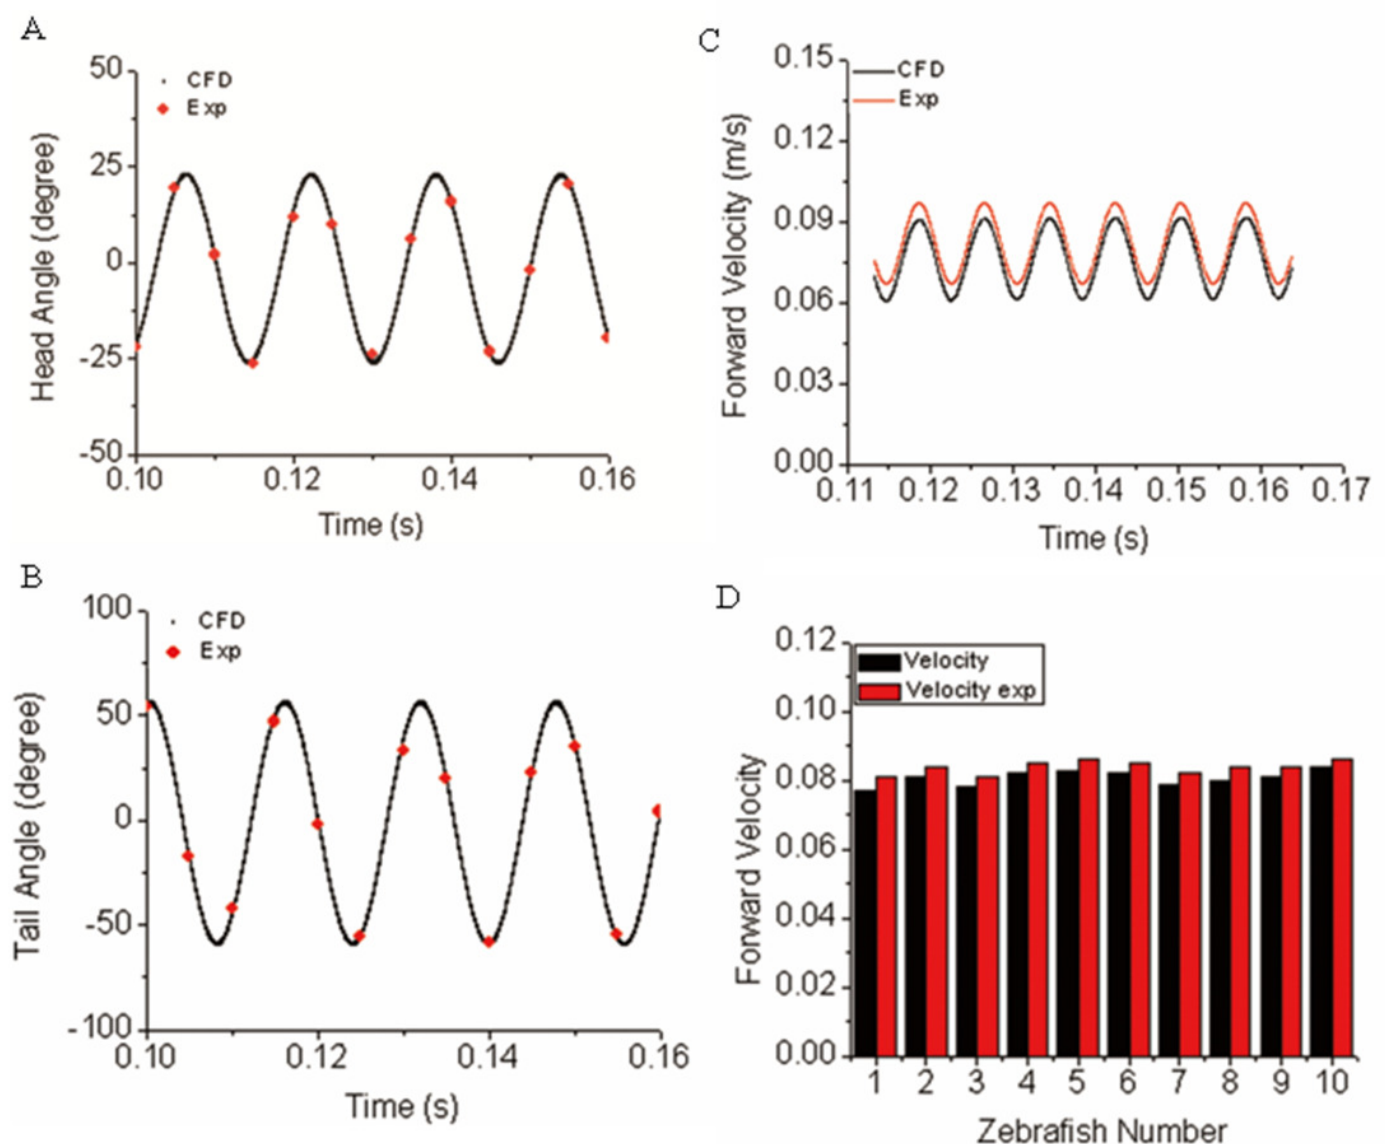 A
50
25
0
-25
-50
Head Angle (degree)
CFD
Exp
0.10 0.12 0.14 0.16
Time (s)
C
0.15
0.12
0.09
0.06
0.03
0.00
Forward Velocity (m/s)
CFD
Exp
0.11 0.12 0.13 0.14 0.15 0.16 0.17
Time (s)
B
100
50
0
-50
-100
Tail Angle (degree)
CFD
Exp
0.10 0.12 0.14 0.16
Time (s)
D
0.12
0.10
0.08
0.06
0.04
0.02
0.00
Forward Velocity
Velocity
Velocity exp
1 2 3 4 5 6 7 8 9 10
Zebrafish Number